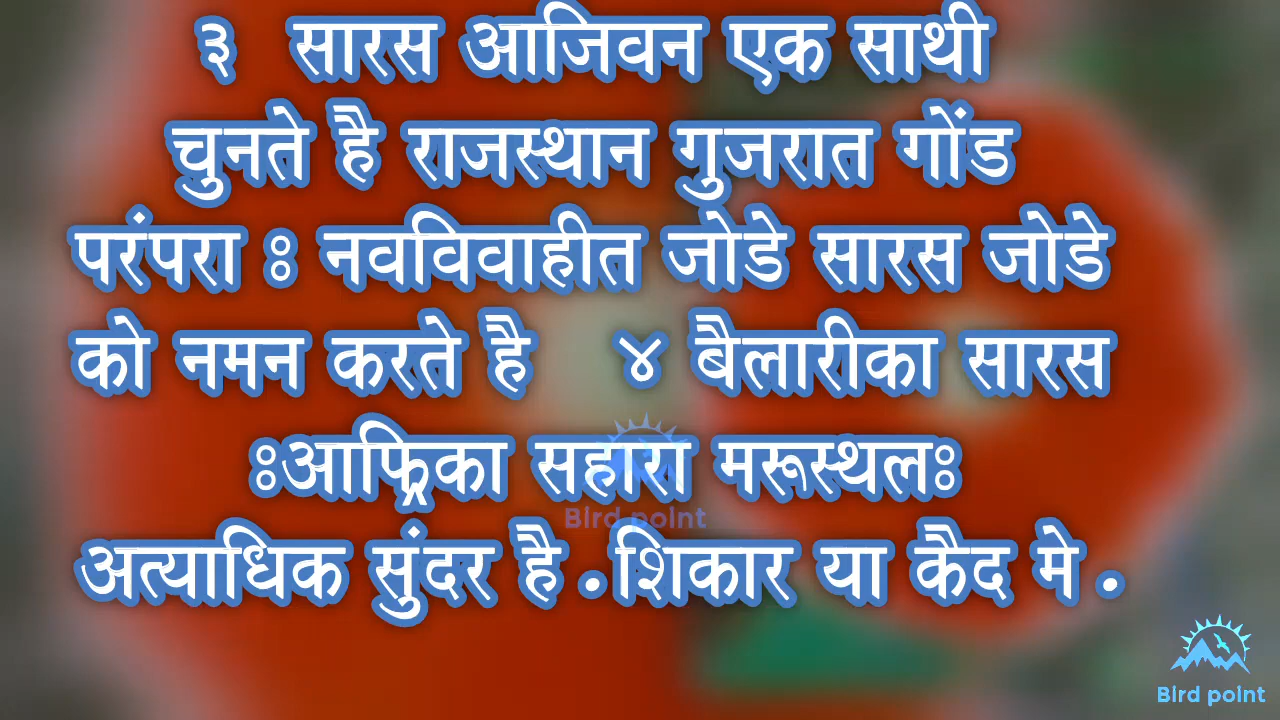 ३ सारस आजिवन एक साथी
चुनते है राजस्थान गुजरात गोंड
परंपरा : नवविवाहीत जोडे सारस जोडे
को नमन करते है ४ बैलारीका सारस
:आफ्रिका सहारा मरूस्थल:
अत्याधिक सुंदर है . शिकार या कैद मे .
Bird point
Bird point